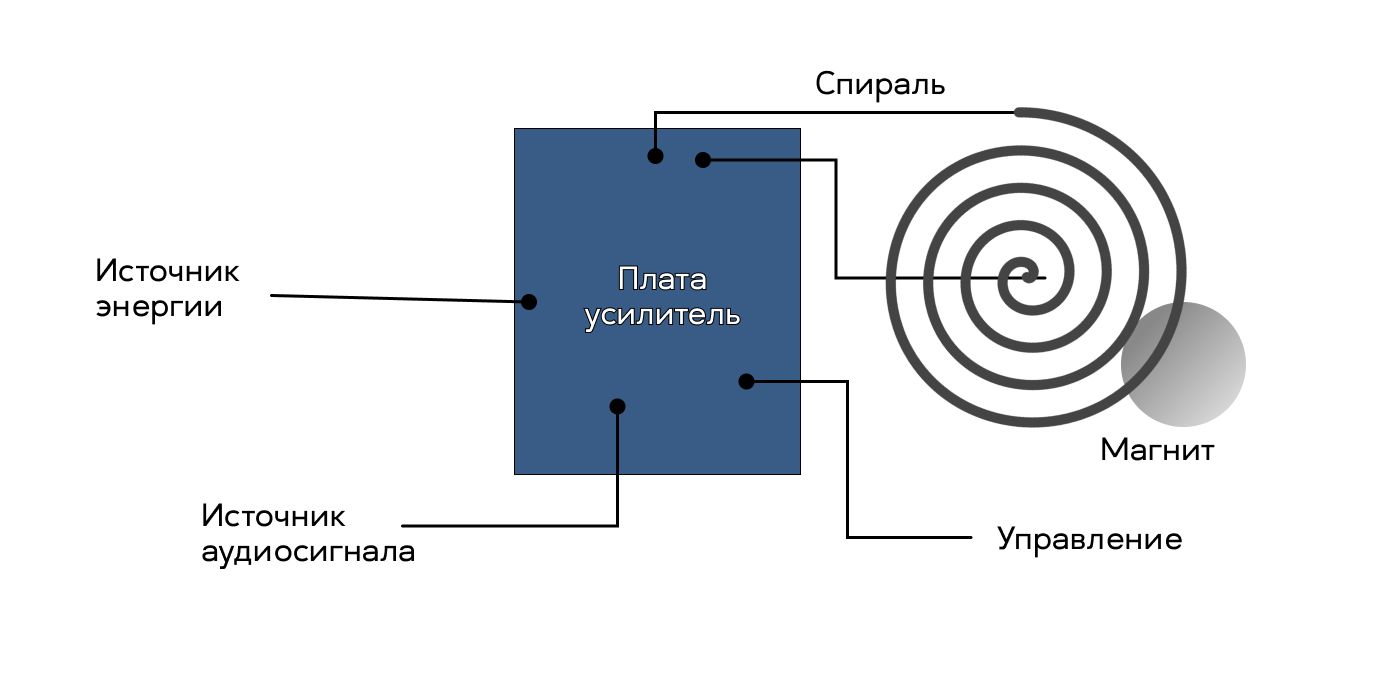 Спираль
Источник
энергии
Плата
усилитель
Магнит
Источник
аудиосигнала
Управление